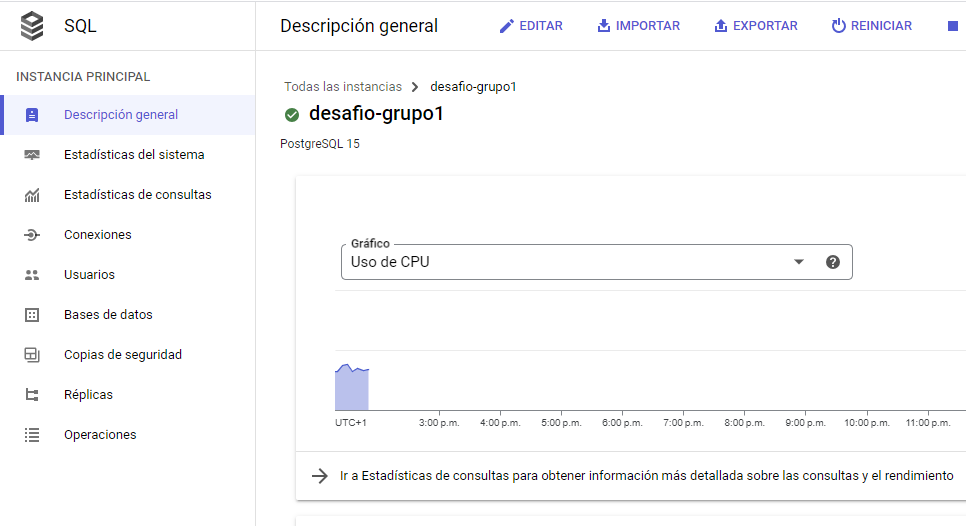 SQL
Descripción general
EDITAR
IMPORTAR
EXPORTAR
REINICIAR
INSTANCIA PRINCIPAL
Descripción general
Estadísticas del sistema
Estadísticas de consultas
Conexiones
Usuarios
Bases de datos
Copias de seguridad
Réplicas
Operaciones
Todas las instancias > desafio-grupo1
desafio-grupo1
PostgreSQL 15
Gráfico
Uso de CPU
UTC+1 3:00 p.m. 4:00 p.m. 5:00 p.m. 6:00 p.m. 7:00 p.m. 8:00 p.m. 9:00 p.m. 10:00 p.m. 11:00 p.m.
Ir a Estadísticas de consultas para obtener información más detallada sobre las consultas y el rendimiento